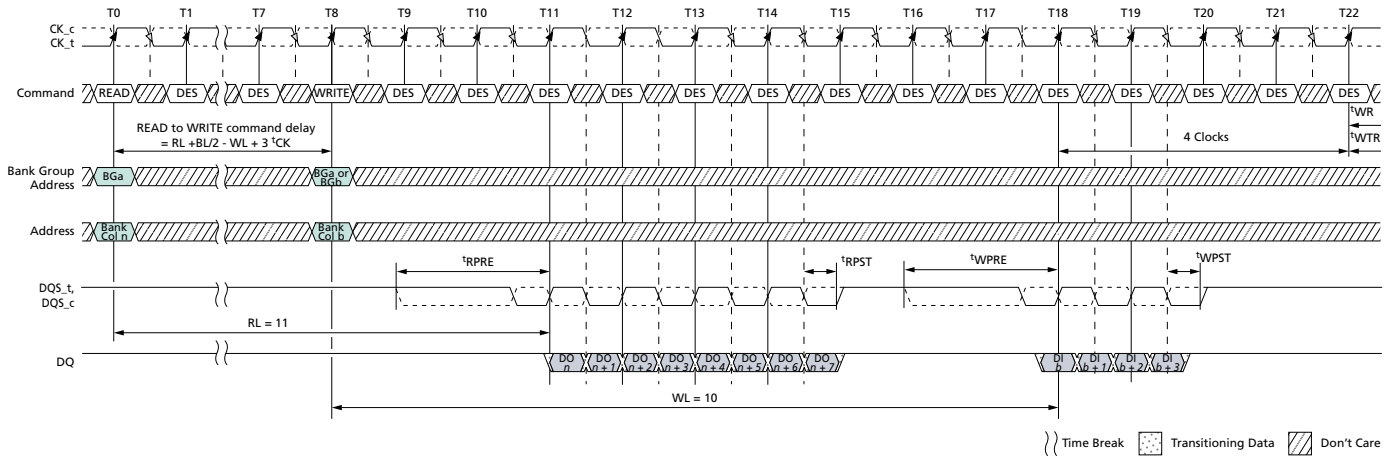 T0 T1 T7 T8 T9 T10 T11 T12 T13 T14 T15 T16 T17 T18 T19 T20 T21 T22
CK_c
CK_t
Command READ DES DES WRITE DES DES DES DES DES DES DES DES DES DES DES DES DES DES
tWR
READ to WRITE command delay
= RL +BL/2 - WL + 3 tCK
4 Clocks
tWTR
Bank Group
Address
BGa
BGa or
BGb
Address
Bank
Col n
Bank
Col b
tRPRE tRPST tWPRE tWPST
DQS_t,
DQS_c
RL = 11
DQ
DO
n
DO
n + 1
DO
n + 2
DO
n + 3
DO
n + 4
DO
n + 5
DO
n + 6
DO
n + 7
DI
b
DI
b + 1
DI
b + 2
DI
b + 3
WL = 10
Time Break Transitioning Data Don't Care